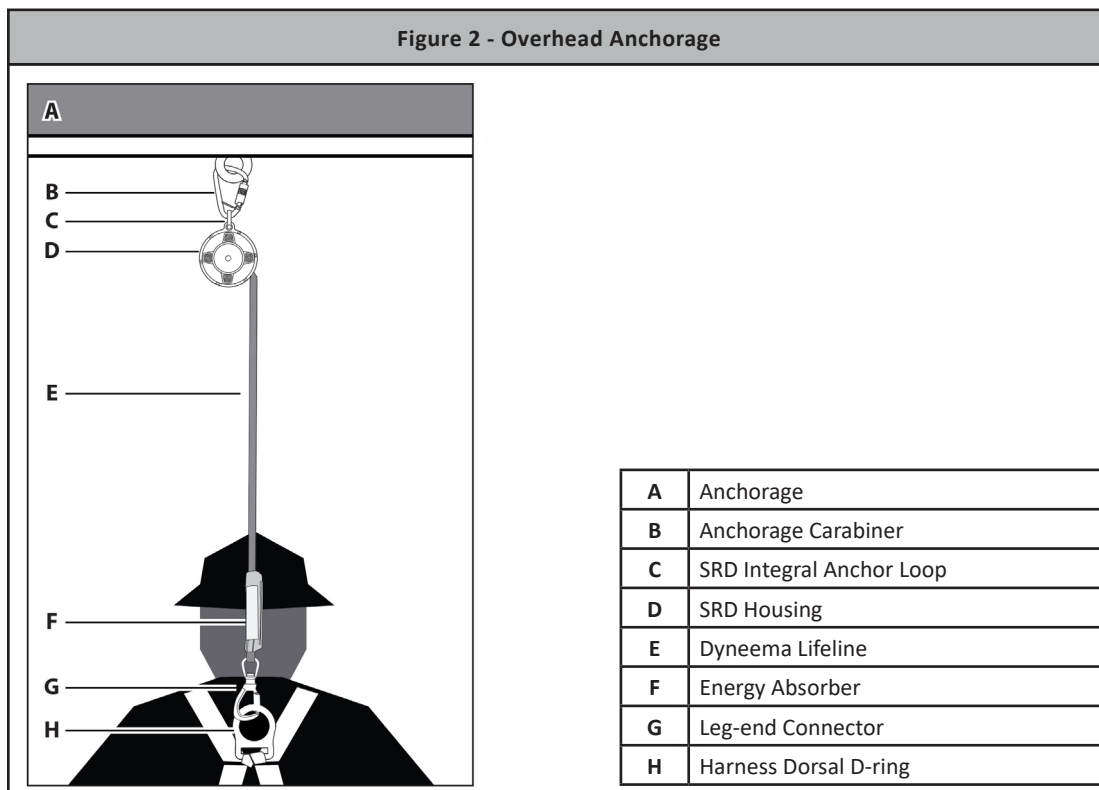 Figure 2 - Overhead Anchorage
A
B
C
D
E
F
G
H
A Anchorage
B Anchorage Carabiner
C SRD Integral Anchor Loop
D SRD Housing
E Dyneema Lifeline
F Energy Absorber
G Leg-end Connector
H Harness Dorsal D-ring